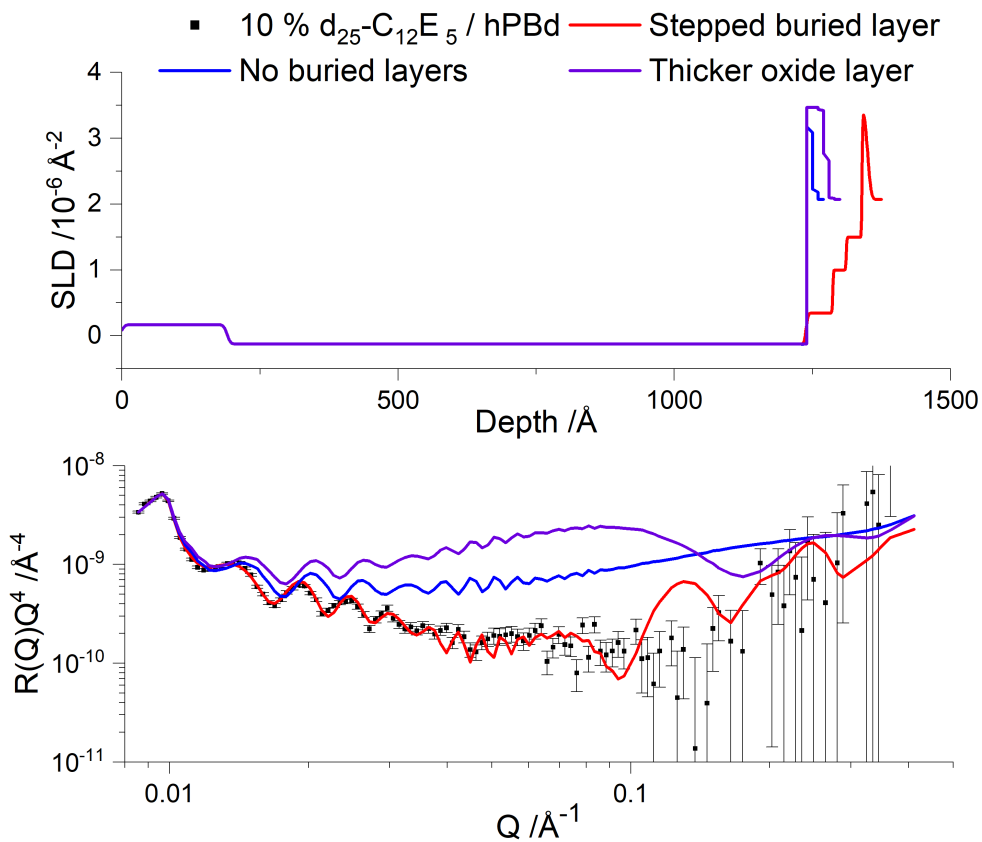 10 % d₂₅-C₁₂E ₅ / hPBd Stepped buried layer
No buried layers Thicker oxide layer
4
3
2
1
0
SLD /10⁻⁶ Å⁻²
0 500 1000 1500
Depth /Å
10⁻⁸
10⁻⁹
10⁻¹⁰
10⁻¹¹
R(Q)Q⁴ /Å⁻⁴
0.01 0.1
Q /Å⁻¹